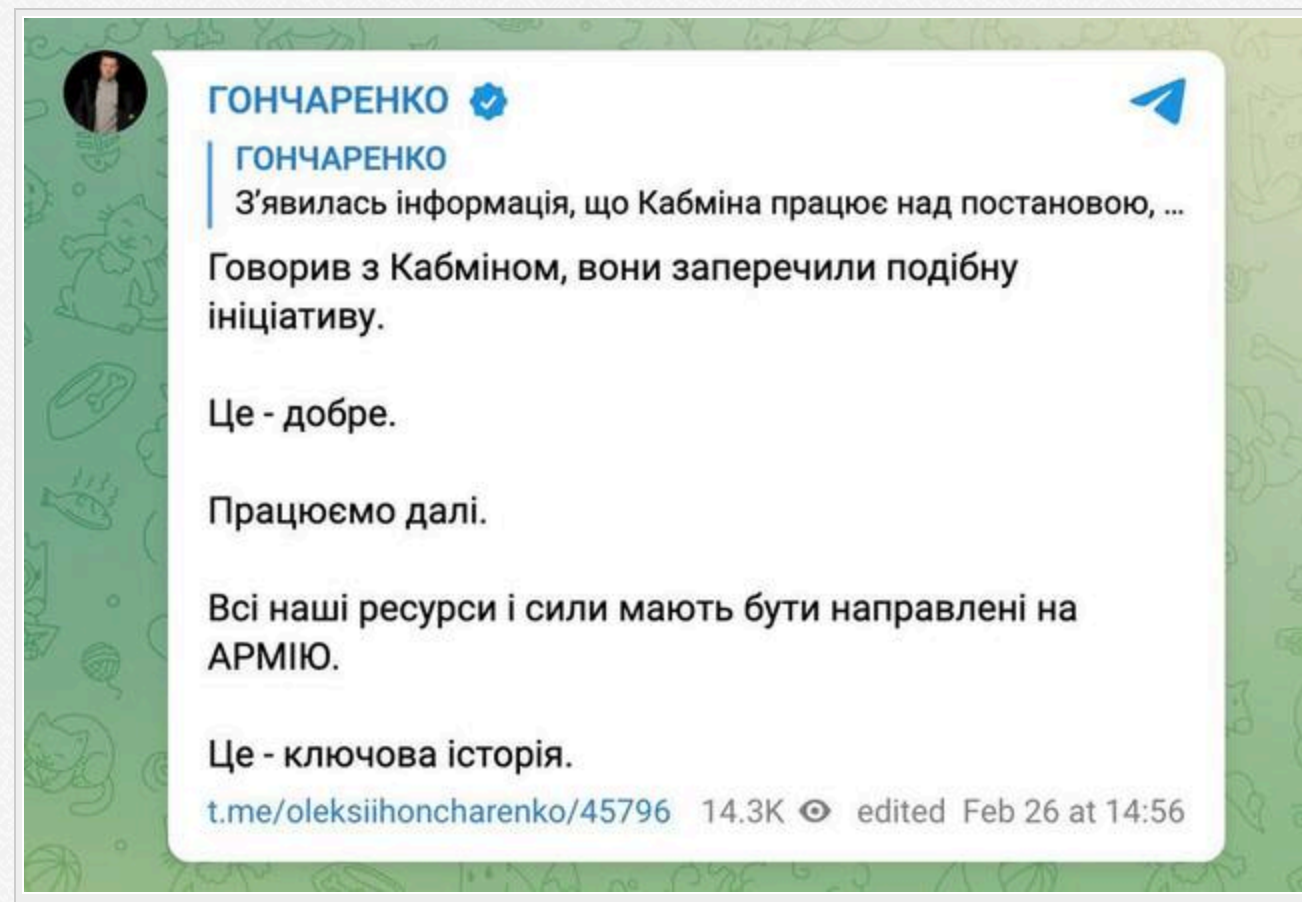 ГОНЧАРЕНКО
ГОНЧАРЕНКО
З’явилась інформація, що Кабміна працює над постановою, ...
Говорив з Кабміном, вони заперечили подібну
ініціативу.
Це - добре.
Працюємо далі.
Всі наші ресурси і сили мають бути направлені на
АРМІЮ.
Це - ключова історія.
t.me/oleksiihoncharenko/45796 14.3K edited Feb 26 at 14:56